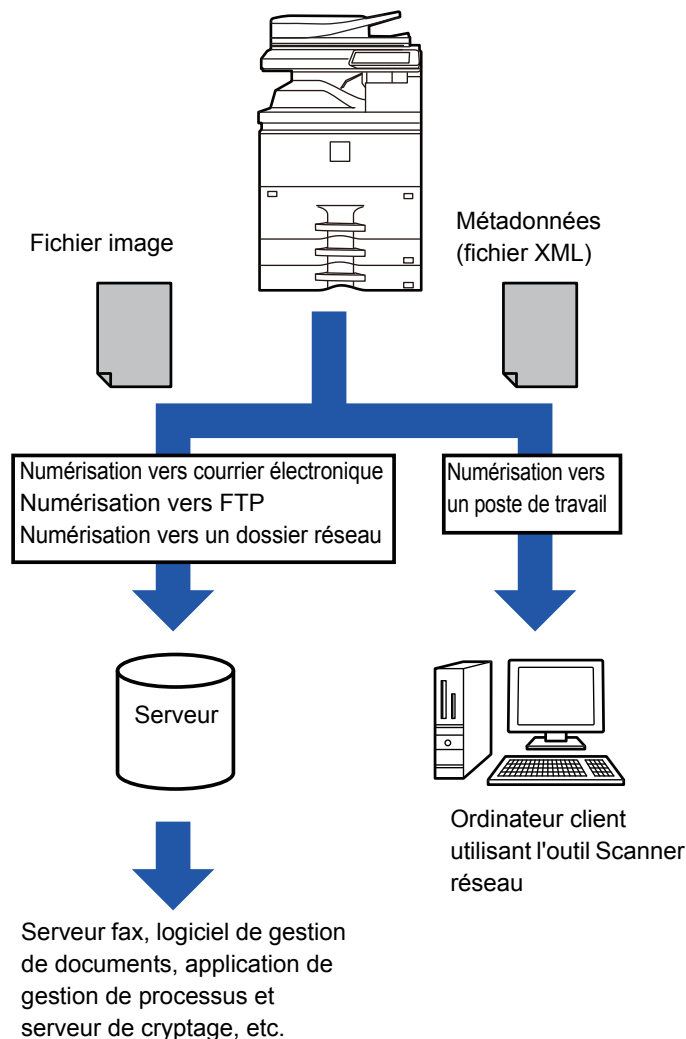 Fichier image
Métadonnées
(fichier XML)
Numérisation vers courrier électronique
Numérisation vers FTP
Numérisation vers un dossier réseau
Numérisation vers
un poste de travail
Serveur
Ordinateur client
utilisant l'outil Scanner
réseau
Serveur fax, logiciel de gestion
de documents, application de
gestion de processus et
serveur de cryptage, etc.